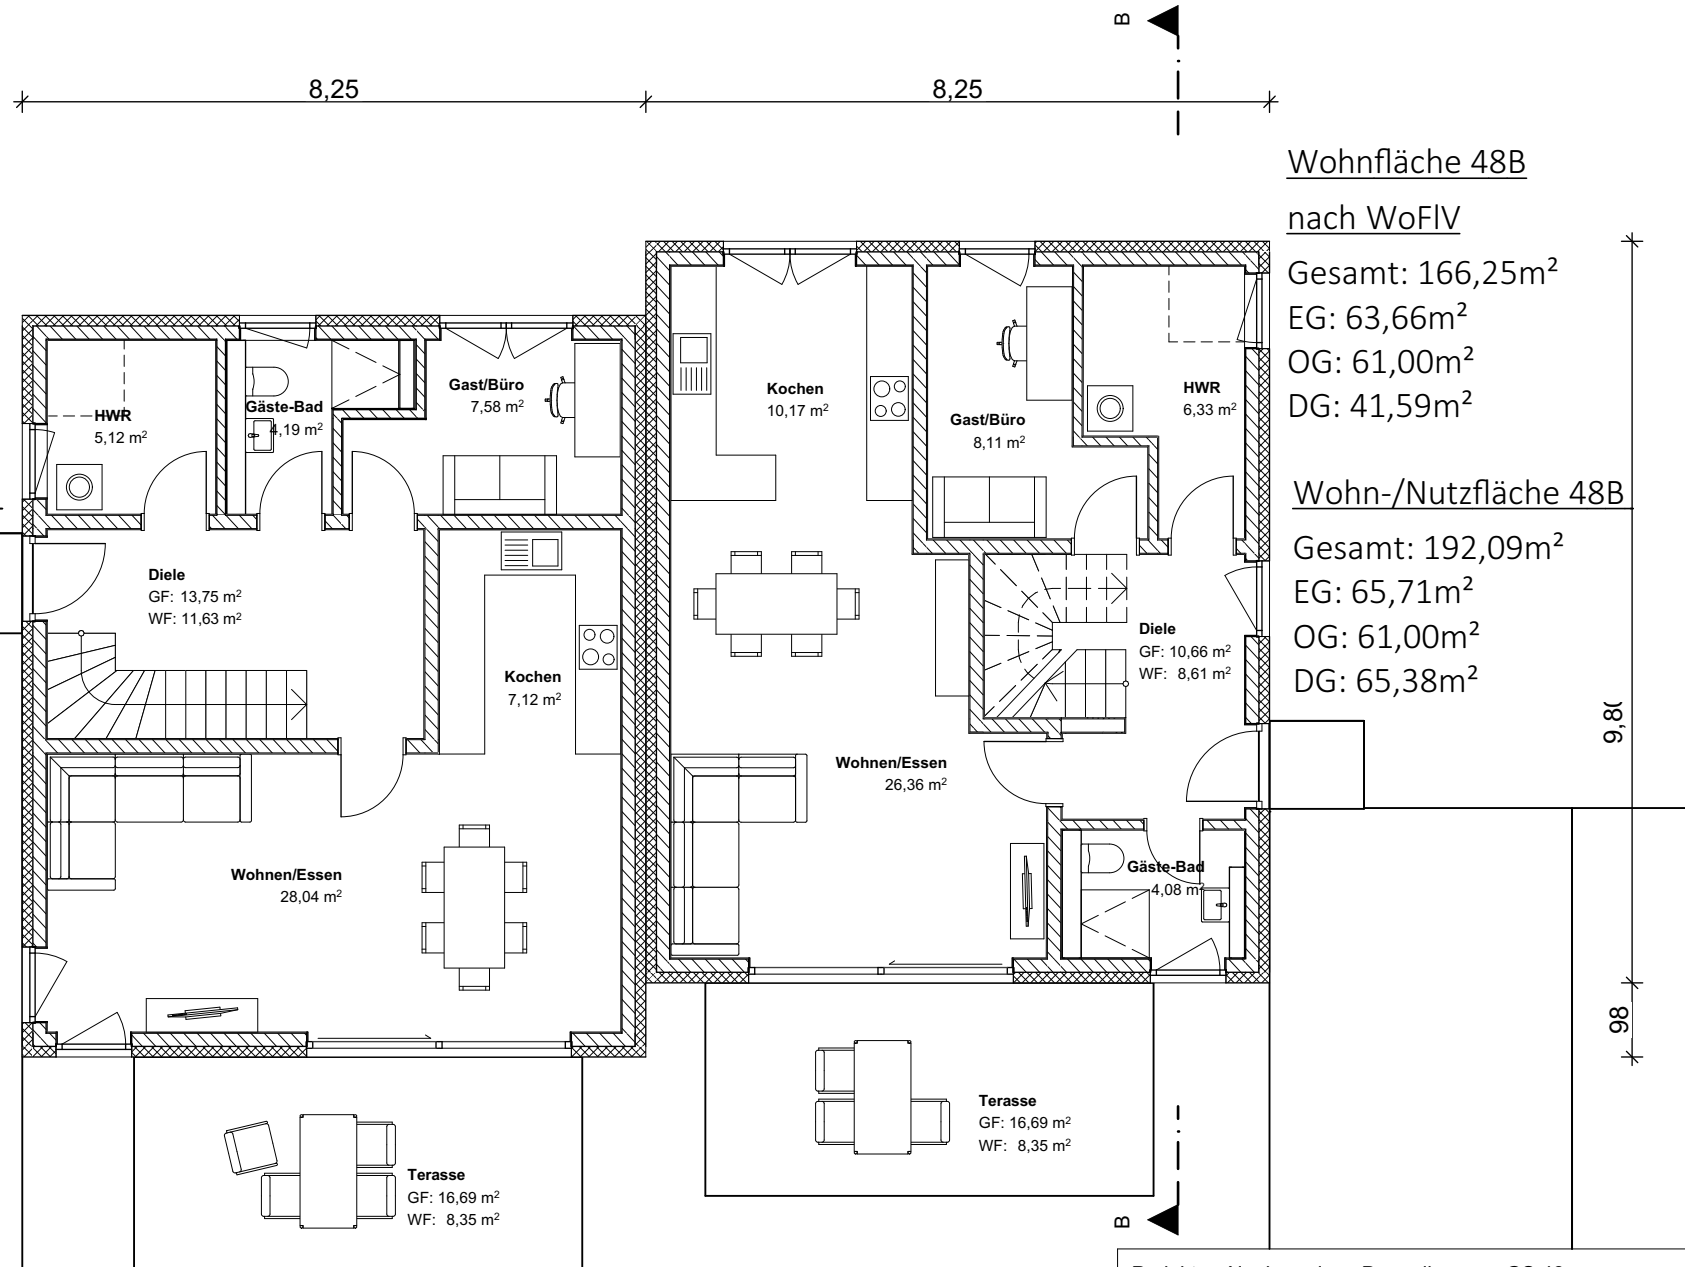 B
8,25
8,25
Wohnfläche 48B
nach WoFlV
Gesamt: 166,25m²
EG: 63,66m²
OG: 61,00m²
DG: 41,59m²
Wohn-/Nutzfläche 48B
Gesamt: 192,09m²
EG: 65,71m²
OG: 61,00m²
DG: 65,38m²
HWR
5,12 m²
Gäste-Bad
4,19 m²
Gast/Büro
7,58 m²
Kochen
10,17 m²
Gast/Büro
8,11 m²
HWR
6,33 m²
Diele
GF: 13,75 m²
WF: 11,63 m²
Kochen
7,12 m²
Diele
GF: 10,66 m²
WF: 8,61 m²
Wohnen/Essen
26,36 m²
Wohnen/Essen
28,04 m²
Gäste-Bad
4,08 m²
9,80
98
Terasse
GF: 16,69 m²
WF: 8,35 m²
Terasse
GF: 16,69 m²
WF: 8,35 m²
B